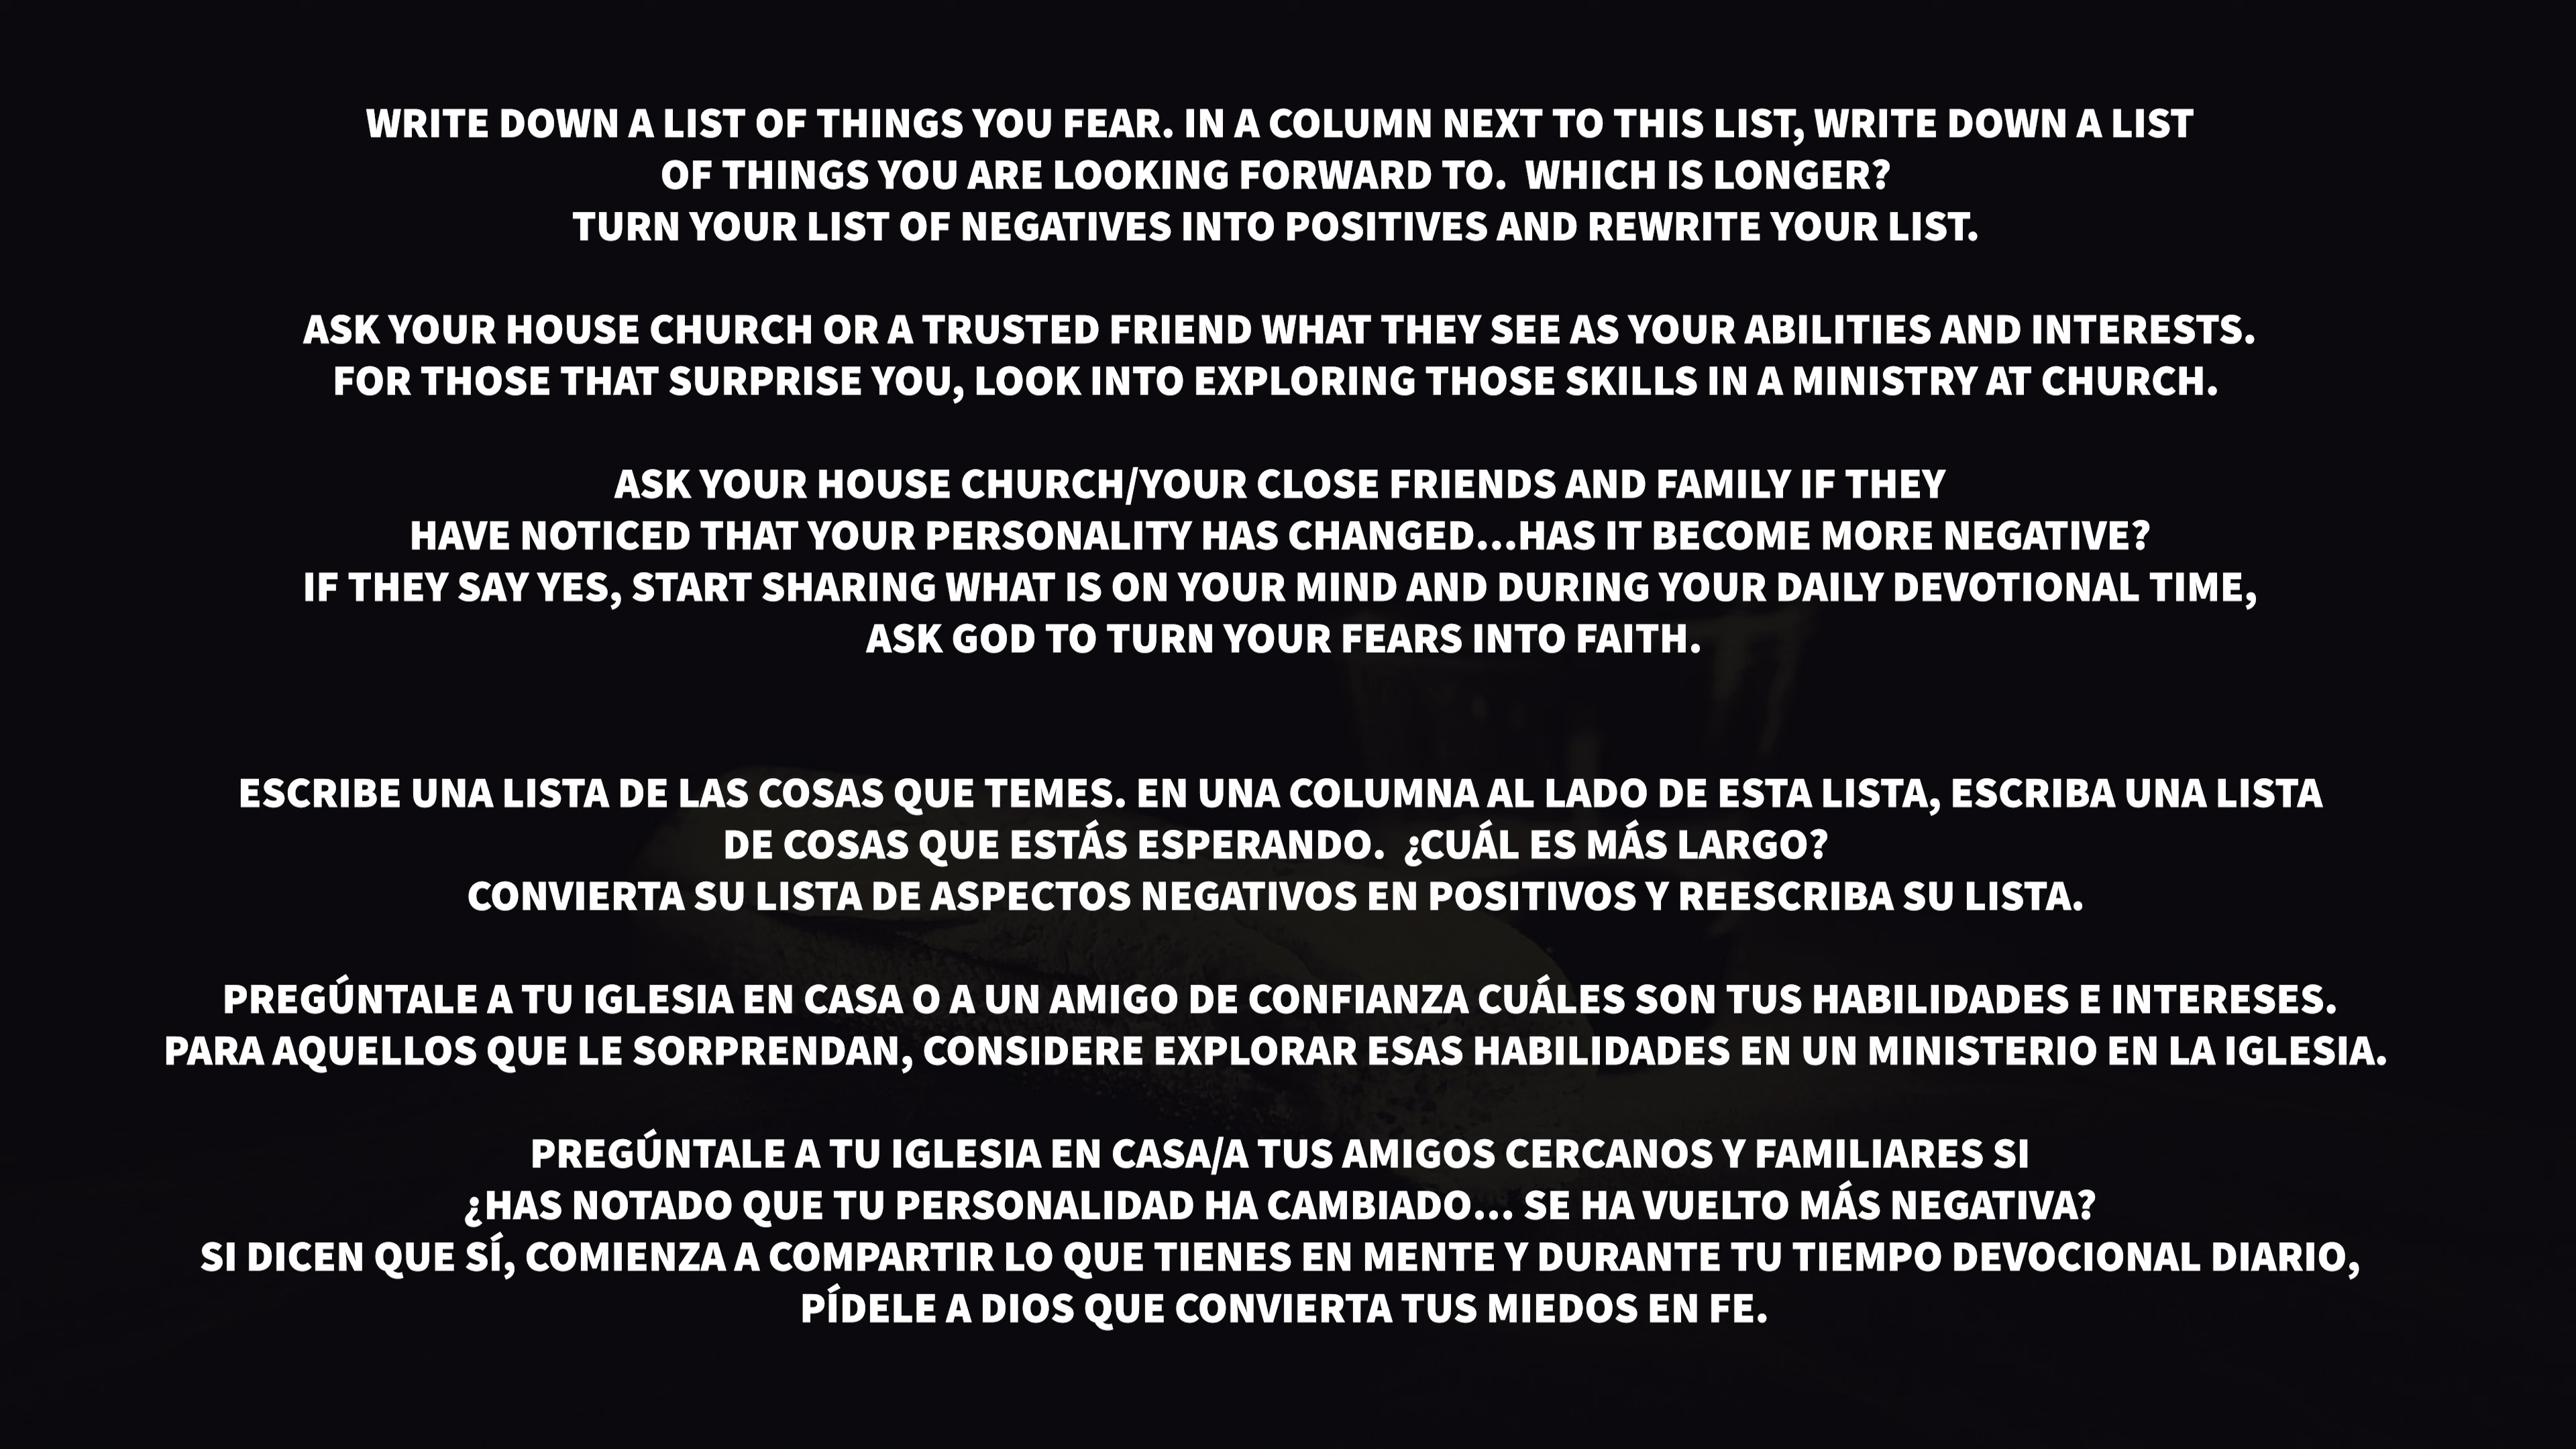 WRITE DOWN A LIST OF THINGS YOU FEAR. IN A COLUMN NEXT TO THIS LIST, WRITE DOWN A LIST
OF THINGS YOU ARE LOOKING FORWARD TO.  WHICH IS LONGER?
TURN YOUR LIST OF NEGATIVES INTO POSITIVES AND REWRITE YOUR LIST.
ASK YOUR HOUSE CHURCH OR A TRUSTED FRIEND WHAT THEY SEE AS YOUR ABILITIES AND INTERESTS.
FOR THOSE THAT SURPRISE YOU, LOOK INTO EXPLORING THOSE SKILLS IN A MINISTRY AT CHURCH.
ASK YOUR HOUSE CHURCH/YOUR CLOSE FRIENDS AND FAMILY IF THEY
HAVE NOTICED THAT YOUR PERSONALITY HAS CHANGED...HAS IT BECOME MORE NEGATIVE?
IF THEY SAY YES, START SHARING WHAT IS ON YOUR MIND AND DURING YOUR DAILY DEVOTIONAL TIME,
ASK GOD TO TURN YOUR FEARS INTO FAITH.
ESCRIBE UNA LISTA DE LAS COSAS QUE TEMES. EN UNA COLUMNA AL LADO DE ESTA LISTA, ESCRIBA UNA LISTA
DE COSAS QUE ESTÁS ESPERANDO.  ¿CUÁL ES MÁS LARGO?
CONVIERTA SU LISTA DE ASPECTOS NEGATIVOS EN POSITIVOS Y REESCRIBA SU LISTA.
PREGÚNTALE A TU IGLESIA EN CASA O A UN AMIGO DE CONFIANZA CUÁLES SON TUS HABILIDADES E INTERESES.
PARA AQUELLOS QUE LE SORPRENDAN, CONSIDERE EXPLORAR ESAS HABILIDADES EN UN MINISTERIO EN LA IGLESIA.
PREGÚNTALE A TU IGLESIA EN CASA/A TUS AMIGOS CERCANOS Y FAMILIARES SI
¿HAS NOTADO QUE TU PERSONALIDAD HA CAMBIADO... SE HA VUELTO MÁS NEGATIVA?
SI DICEN QUE SÍ, COMIENZA A COMPARTIR LO QUE TIENES EN MENTE Y DURANTE TU TIEMPO DEVOCIONAL DIARIO,
PÍDELE A DIOS QUE CONVIERTA TUS MIEDOS EN FE.